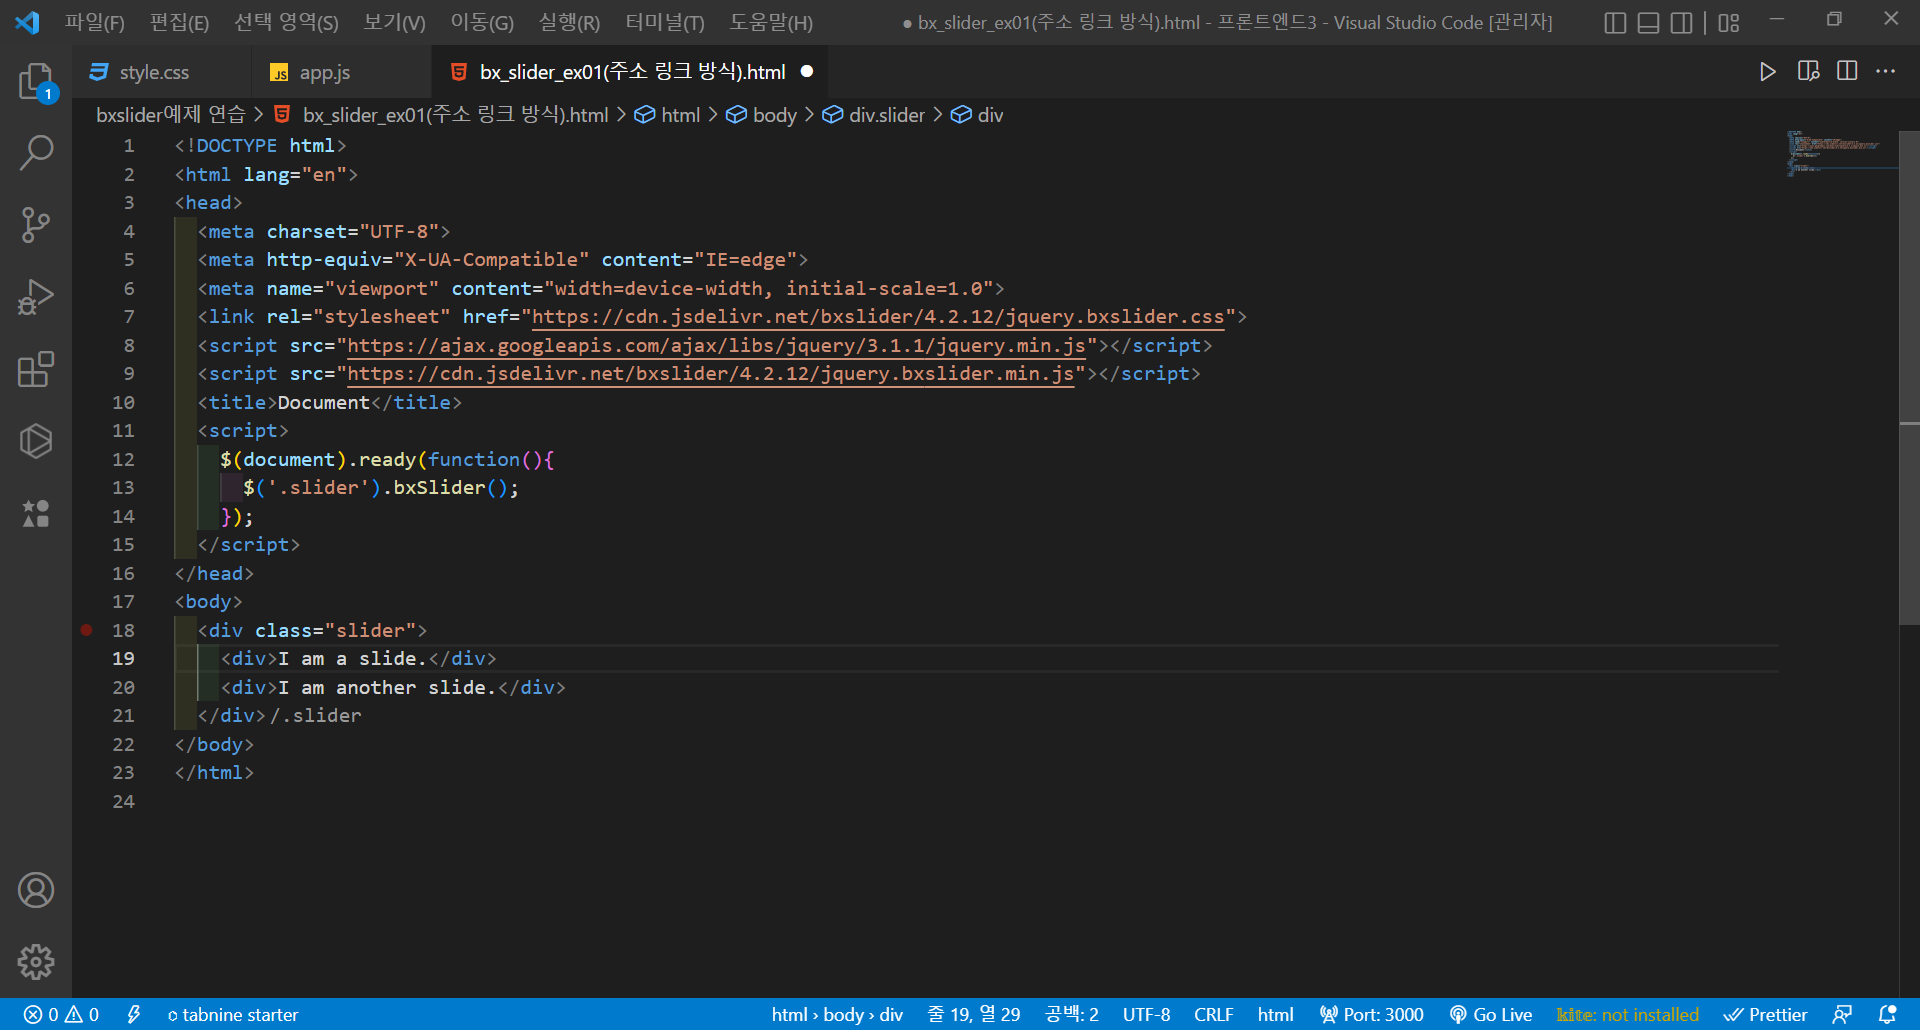 파일(F) 편집(E) 선택 영역(S) 보기(V) 이동(G) 실행(R) 터미널(T) 도움말(H) ● bx_slider_ex01(주소 링크 방식).html - 프론트엔드3 - Visual Studio Code [관리자]
style.css JS app.js bx_slider_ex01(주소 링크 방식).html
1
bxslider예제 연습 > bx_slider_ex01(주소 링크 방식).html > html > body > div.slider > div
1 <!DOCTYPE html>
2 <html lang="en">
3 <head>
4 <meta charset="UTF-8">
5 <meta http-equiv="X-UA-Compatible" content="IE=edge">
6 <meta name="viewport" content="width=device-width, initial-scale=1.0">
7 <link rel="stylesheet" href="https://cdn.jsdelivr.net/bxslider/4.2.12/jquery.bxslider.css">
8 <script src="https://ajax.googleapis.com/ajax/libs/jquery/3.1.1/jquery.min.js"></script>
9 <script src="https://cdn.jsdelivr.net/bxslider/4.2.12/jquery.bxslider.min.js"></script>
10 <title>Document</title>
11 <script>
12 $(document).ready(function(){
13 $('.slider').bxSlider();
14 });
15 </script>
16 </head>
17 <body>
18 <div class="slider">
19 <div>I am a slide.</div>
20 <div>I am another slide.</div>
21 </div>/.slider
22 </body>
23 </html>
24
0 0 tabnine starter html › body › div 줄 19, 열 29 공백: 2 UTF-8 CRLF html Port: 3000 Go Live kite: not installed Prettier